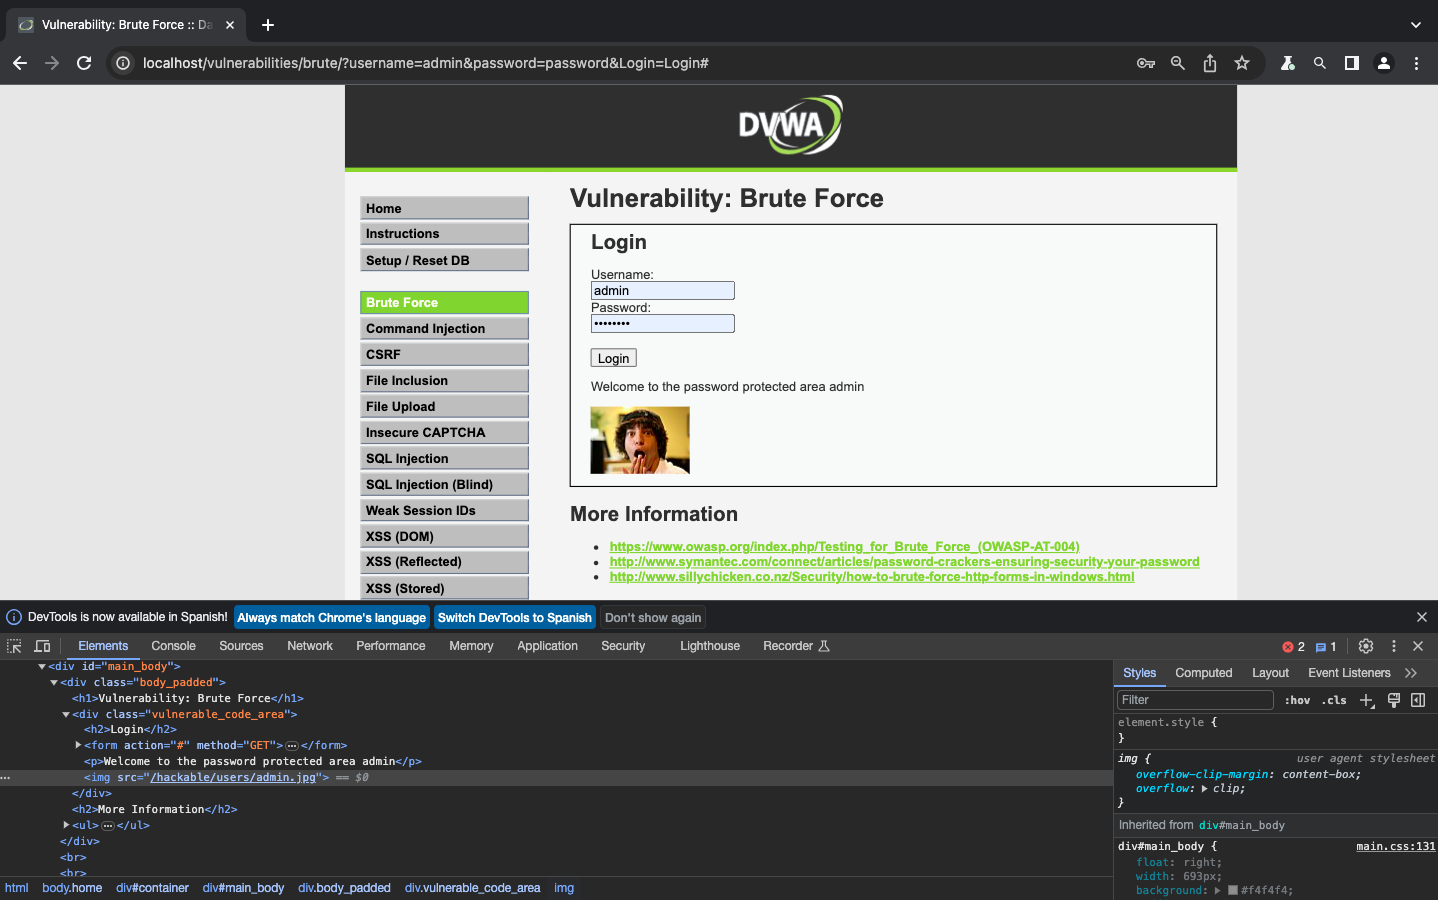 Vulnerability: Brute Force :: Da
localhost/vulnerabilities/brute/?username=admin&password=password&Login=Login#
DVWA
Home
Instructions
Setup / Reset DB
Brute Force
Command Injection
CSRF
File Inclusion
File Upload
Insecure CAPTCHA
SQL Injection
SQL Injection (Blind)
Weak Session IDs
XSS (DOM)
XSS (Reflected)
XSS (Stored)
Vulnerability: Brute Force
Login
Username:
admin
Password:
••••••••
Login
Welcome to the password protected area admin
More Information
• https://www.owasp.org/index.php/Testing_for_Brute_Force_(OWASP-AT-004)
• http://www.symantec.com/connect/articles/password-crackers-ensuring-security-your-password
• http://www.sillychicken.co.nz/Security/how-to-brute-force-http-forms-in-windows.html
DevTools is now available in Spanish! Always match Chrome's language Switch DevTools to Spanish Don't show again
Elements Console Sources Network Performance Memory Application Security Lighthouse Recorder 2 1
<div id="main_body">
<div class="body_padded">
<h1>Vulnerability: Brute Force</h1>
<div class="vulnerable_code_area">
<h2>Login</h2>
<form action="#" method="GET">…</form>
<p>Welcome to the password protected area admin</p>
… <img src="/hackable/users/admin.jpg"> == $0
</div>
<h2>More Information</h2>
<ul>…</ul>
</div>
<br>
<br>
html body.home div#container div#main_body div.body_padded div.vulnerable_code_area img
Styles Computed Layout Event Listeners
Filter :hov .cls
element.style {
}
img { user agent stylesheet
overflow-clip-margin: content-box;
overflow: clip;
}
Inherited from div#main_body
div#main_body { main.css:131
float: right;
width: 693px;
background: #f4f4f4;